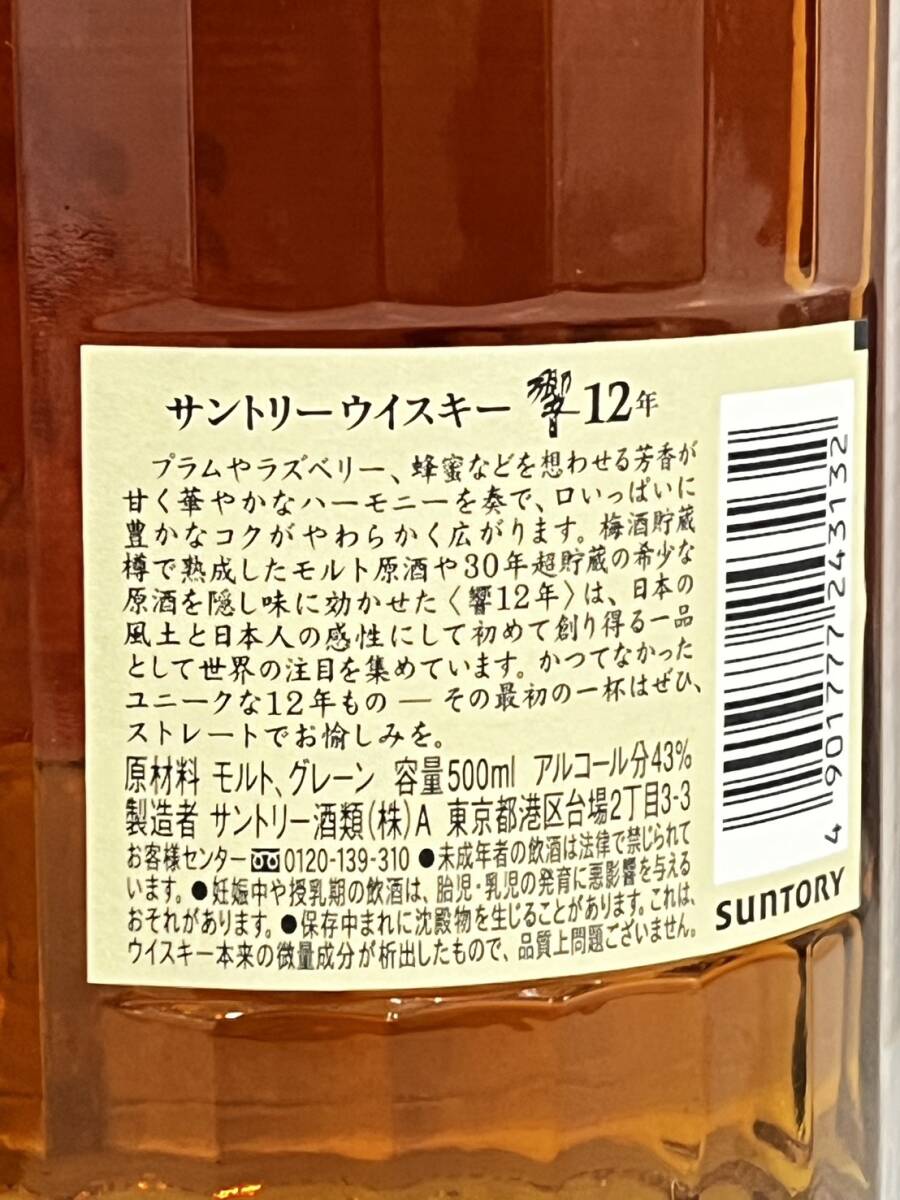 サントリーウイスキー 響12年
プラムやラズベリー、蜂蜜などを想わせる芳香が
甘く華やかなハーモニーを奏で、口いっぱいに
豊かなコクがやわらかく広がります。梅酒貯蔵
樽で熟成したモルト原酒や30年超貯蔵の希少な
原酒を隠し味に効かせた〈響12年〉は、日本の
風土と日本人の感性にして初めて創り得る一品
として世界の注目を集めています。かつてなかった
ユニークな12年もの ― その最初の一杯はぜひ、
ストレートでお愉しみを。
原材料 モルト、グレーン 容量500ml アルコール分43%
製造者 サントリー酒類(株)A 東京都港区台場2丁目3-3
お客様センター 0120-139-310 ●未成年者の飲酒は法律で禁じられて
います。●妊娠中や授乳期の飲酒は、胎児・乳児の発育に悪影響を与える
おそれがあります。●保存中まれに沈殿物を生じることがあります。これは、
ウイスキー本来の微量成分が析出したもので、品質上問題ございません。
4 901777 243132
SUNTORY